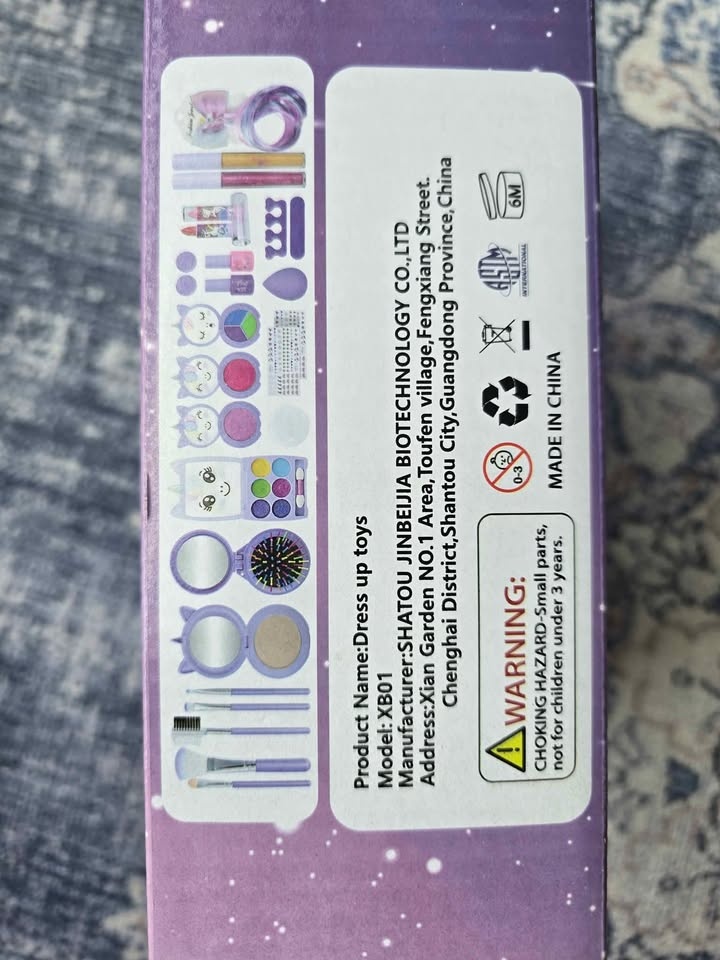 Product Name:Dress up toys
Model: XB01
Manufacturer:SHATOU JINBEIJIA BIOTECHNOLOGY CO.,LTD
Address:Xian Garden NO.1 Area,Toufen village,Fengxiang Street.
Chenghai District,Shantou City,Guangdong Province,China
WARNING:
CHOKING HAZARD-Small parts,
not for children under 3 years.
0-3
ASTM
INTERNATIONAL
6M
MADE IN CHINA